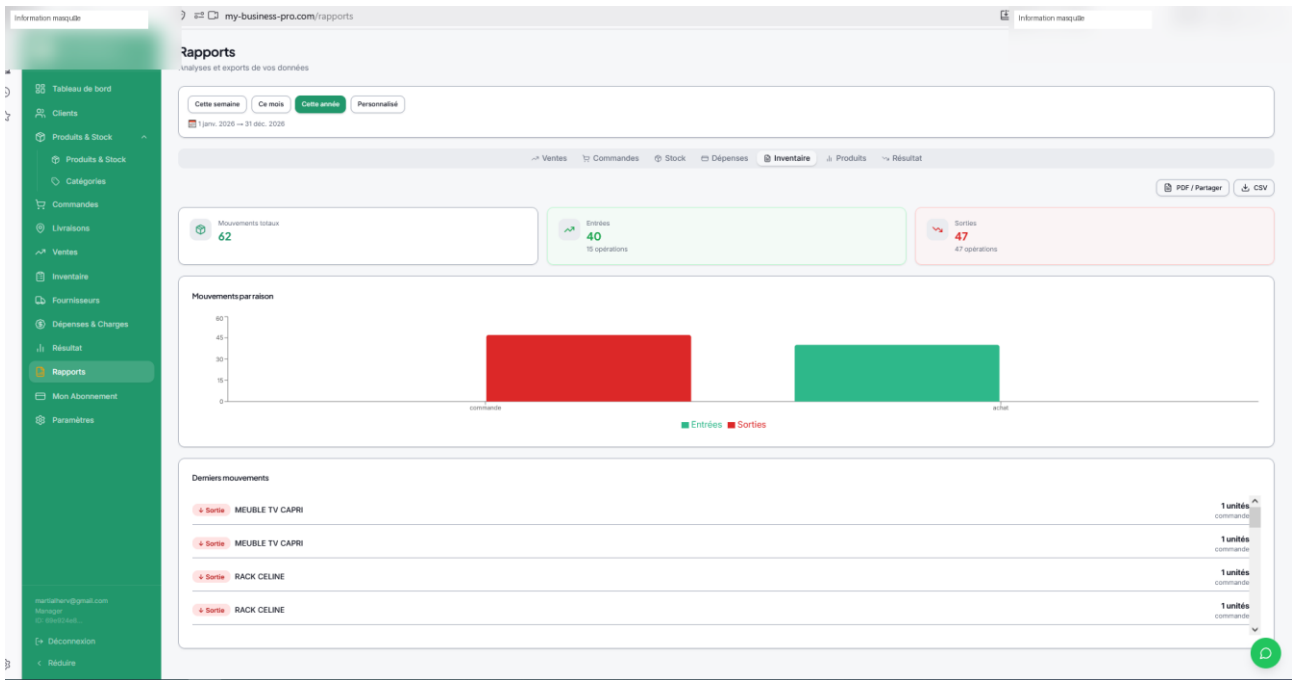 Information masquée
my-business-pro.com/rapports
Information masquée
Rapports
Analyses et exports de vos données
Tableau de bord
Clients
Produits & Stock
Produits & Stock
Catégories
Commandes
Livraisons
Ventes
Inventaire
Fournisseurs
Dépenses & Charges
Résultat
Rapports
Mon Abonnement
Paramètres
Manager
Déconnexion
Réduire
Cette semaine Ce mois Cette année Personnalisé
1 janv. 2026 → 31 déc. 2026
Ventes Commandes Stock Dépenses Inventaire Produits Résultat
PDF / Partager CSV
Mouvements totaux
62
Entrées
40
15 opérations
Sorties
47
47 opérations
Mouvements par raison
60
45
30
15
0
commande achat
Entrées Sorties
Derniers mouvements
↓ Sortie MEUBLE TV CAPRI 1 unités
commande
↓ Sortie MEUBLE TV CAPRI 1 unités
commande
↓ Sortie RACK CELINE 1 unités
commande
↓ Sortie RACK CELINE 1 unités
commande